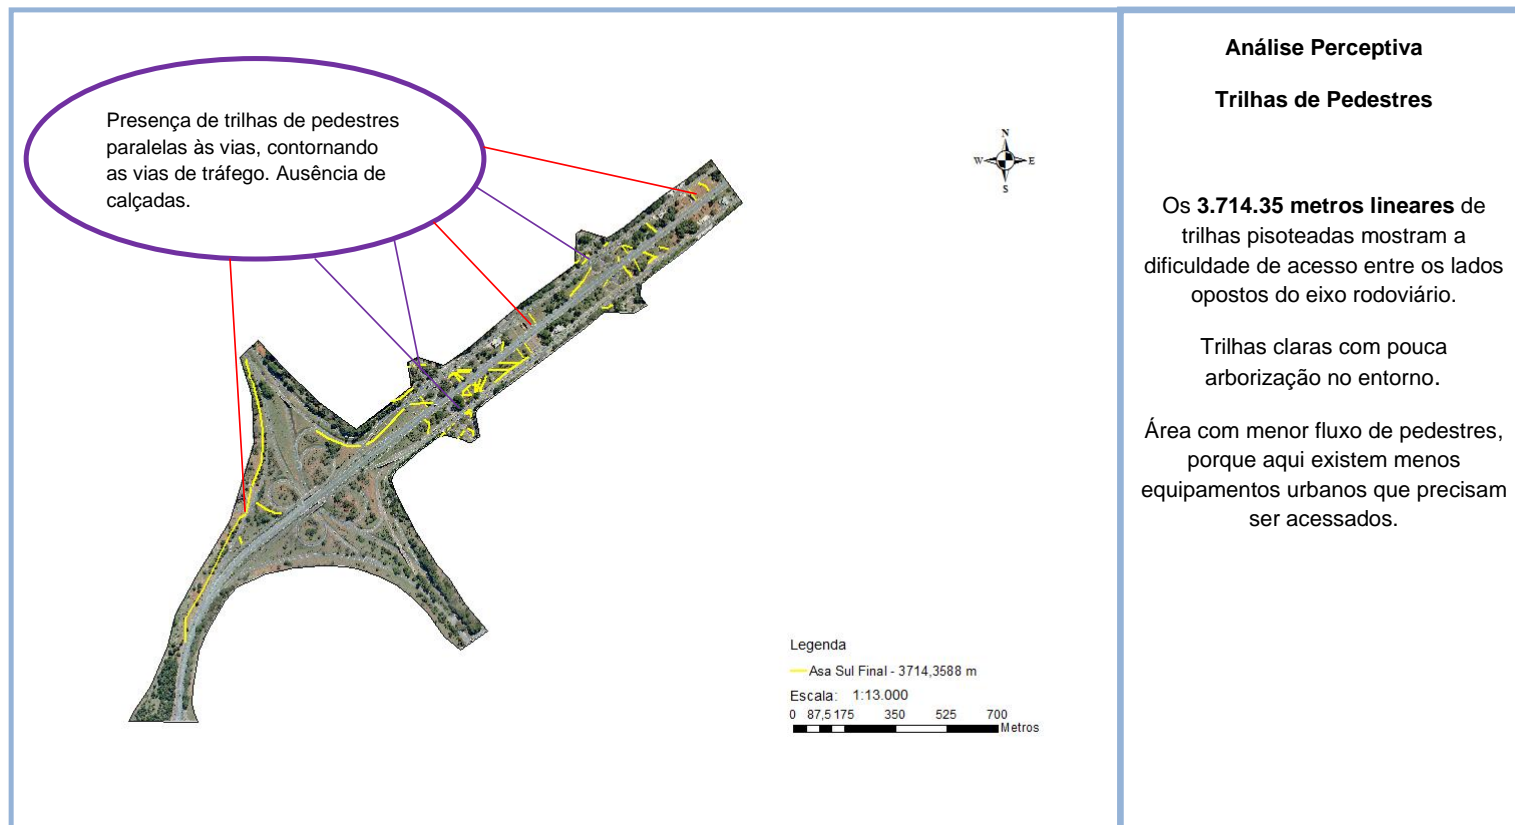 Presença de trilhas de pedestres
paralelas às vias, contornando
as vias de tráfego. Ausência de
calçadas.
N
W
E
S
Legenda
Asa Sul Final - 3714,3588 m
Escala: 1:13.000
0 87,5 175 350 525 700
Metros
Análise Perceptiva
Trilhas de Pedestres
Os 3.714.35 metros lineares de
trilhas pisoteadas mostram a
dificuldade de acesso entre os lados
opostos do eixo rodoviário.
Trilhas claras com pouca
arborização no entorno.
Área com menor fluxo de pedestres,
porque aqui existem menos
equipamentos urbanos que precisam
ser acessados.